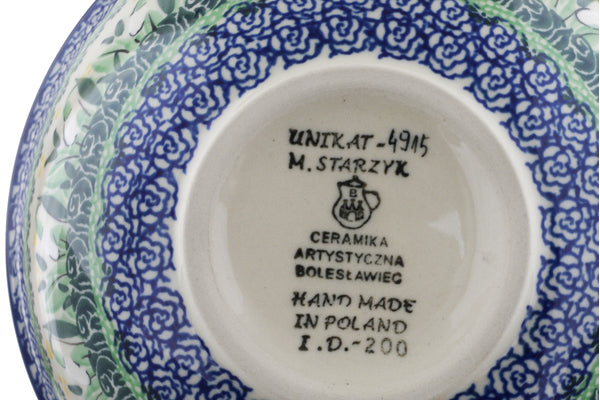 UNIKAT-4915
M. STARZYK
B
CERAMIKA
ARTYSTYCZNA
BOLESŁAWIEC
HAND MADE
IN POLAND
I.D.-200